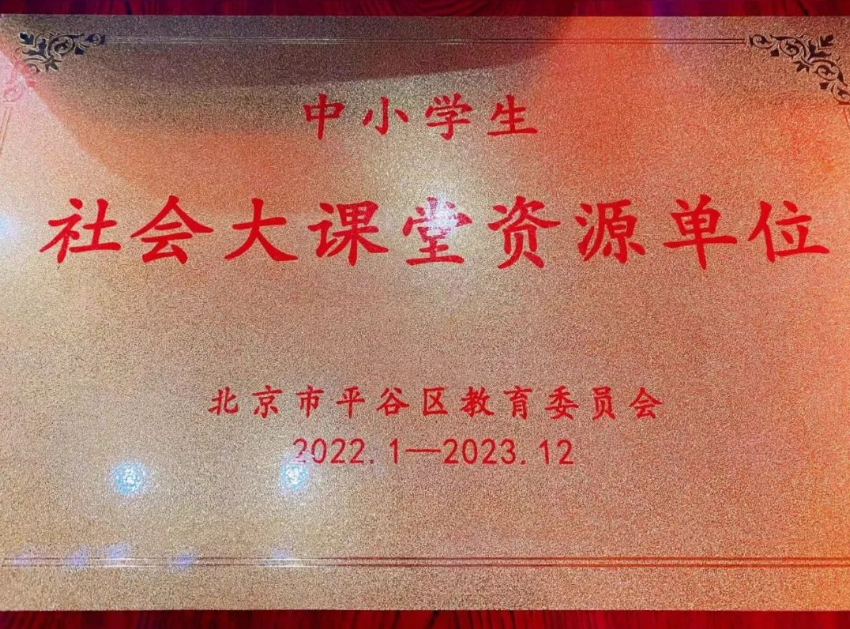 中小学生
社会大课堂资源单位
北京市平谷区教育委员会
2022.1—2023.12